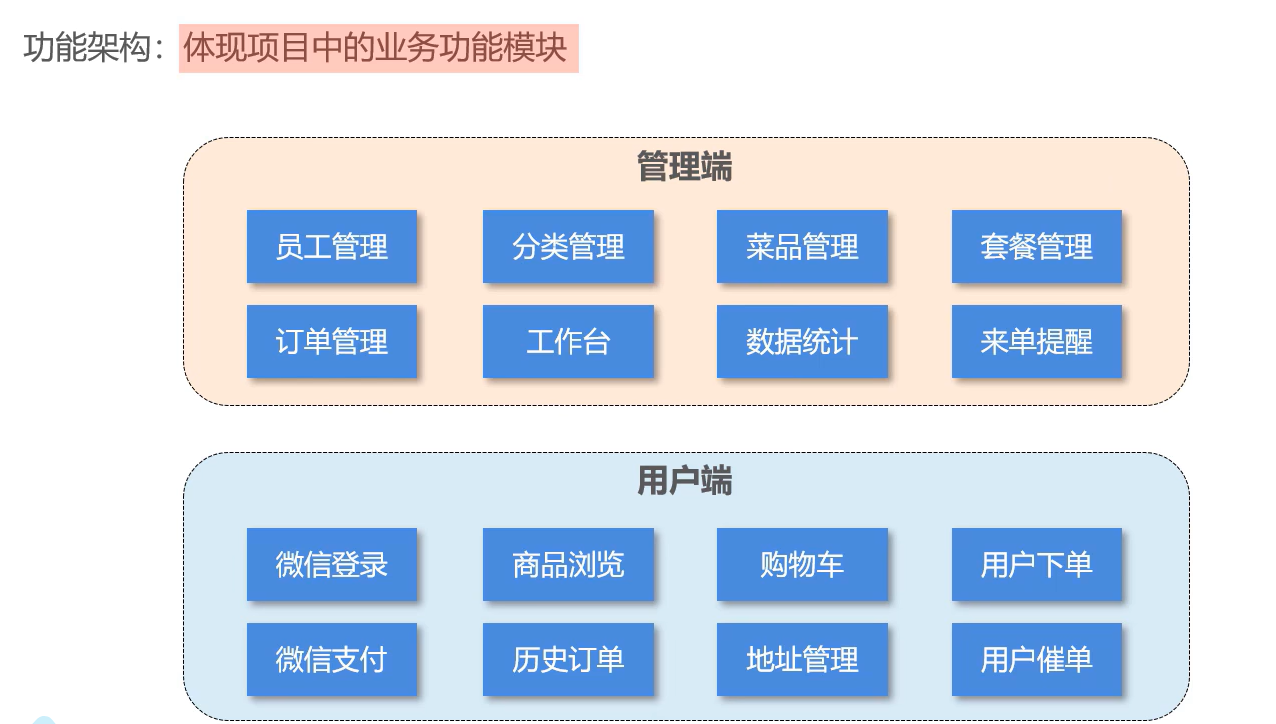 功能架构：体现项目中的业务功能模块
管理端
员工管理 分类管理 菜品管理 套餐管理
订单管理 工作台 数据统计 来单提醒
用户端
微信登录 商品浏览 购物车 用户下单
微信支付 历史订单 地址管理 用户催单